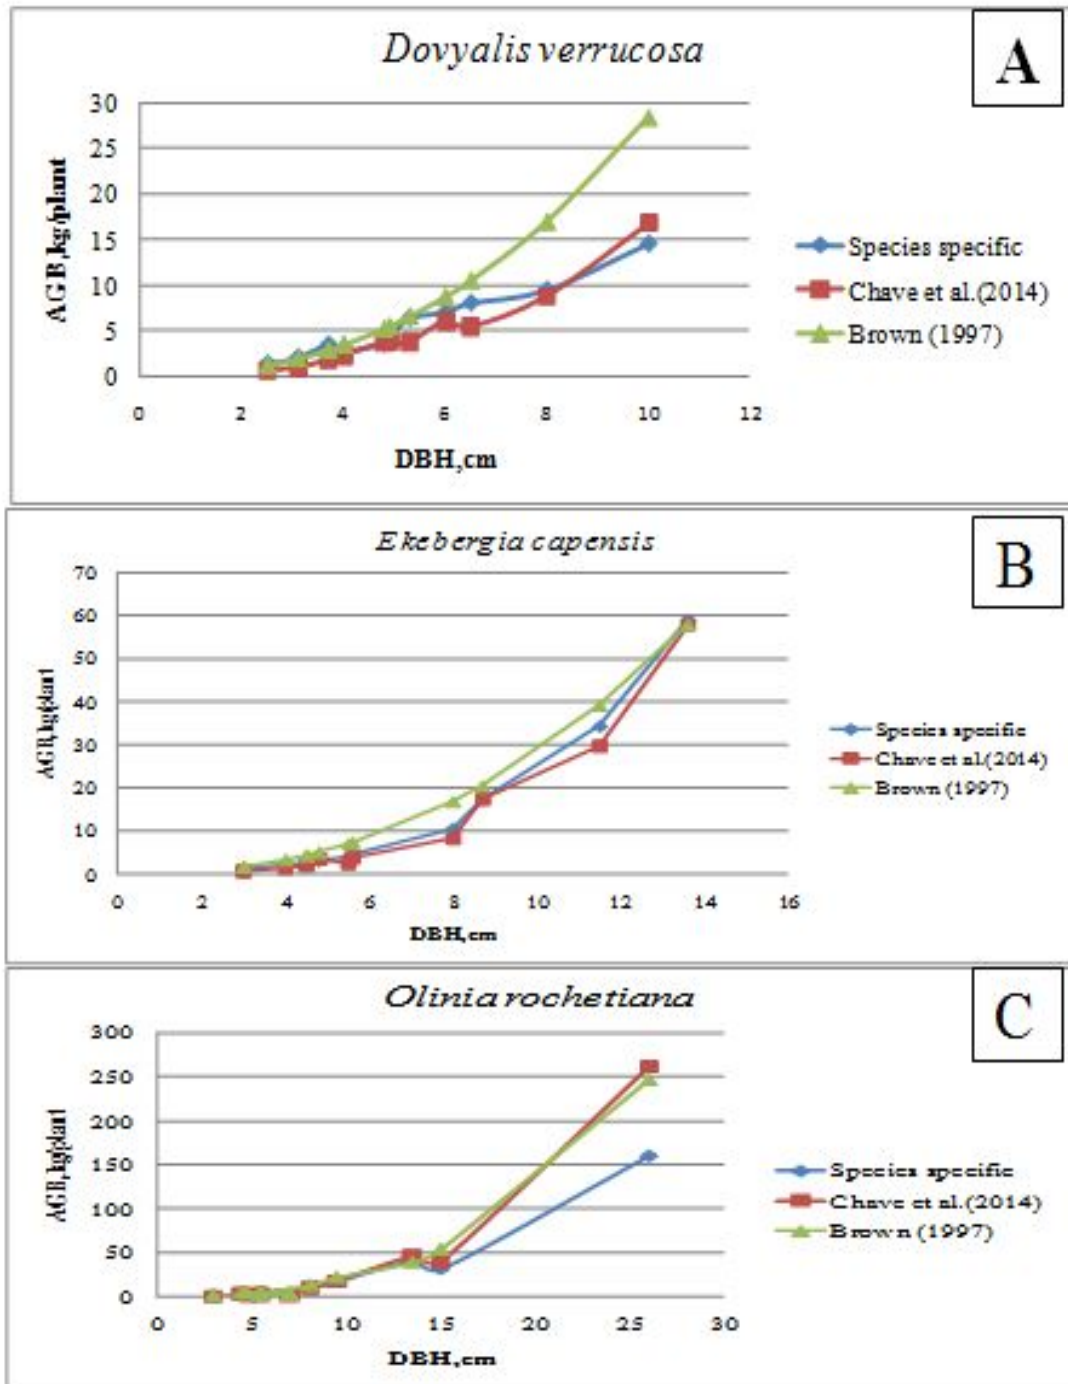 Dovyalis verrucosa
A
30
25
20
15
10
5
0
0 2 4 6 8 10 12
AGB,kg/plant
DBH,cm
Species specific
Chave et al.(2014)
Brown (1997)
Ekebergia capensis
B
70
60
50
40
30
20
10
0
0 2 4 6 8 10 12 14 16
AGB,kg/plant
DBH,cm
Species specific
Chave et al.(2014)
Brown (1997)
Olinia rochetiana
C
300
250
200
150
100
50
0
0 5 10 15 20 25 30
AGB,kg/plant
DBH,cm
Species specific
Chave et al.(2014)
Brown (1997)